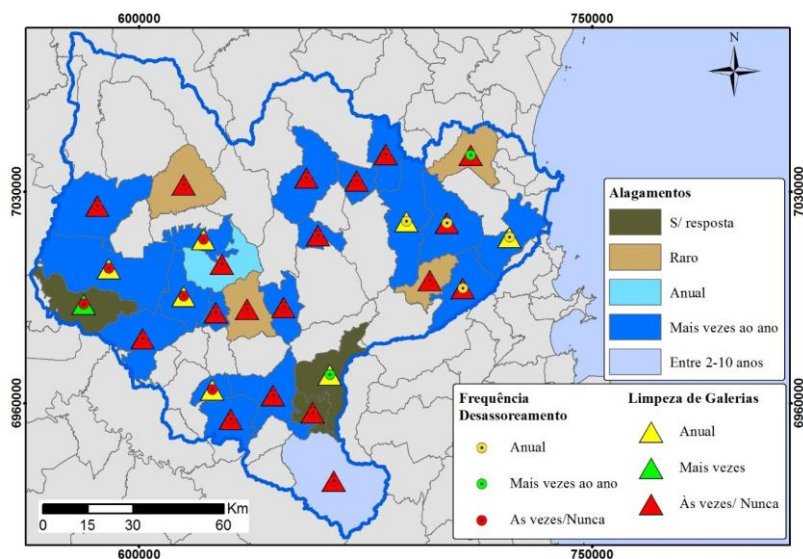 600000
750000
N
7030000
7030000
Alagamentos
S/ resposta
Raro
Anual
Mais vezes ao ano
Entre 2-10 anos
6960000
6960000
Frequência
Desassoreamento
Anual
Mais vezes ao ano
As vezes/Nunca
Limpeza de Galerias
Anual
Mais vezes
Às vezes/ Nunca
Km
0 15 30 60
600000
750000